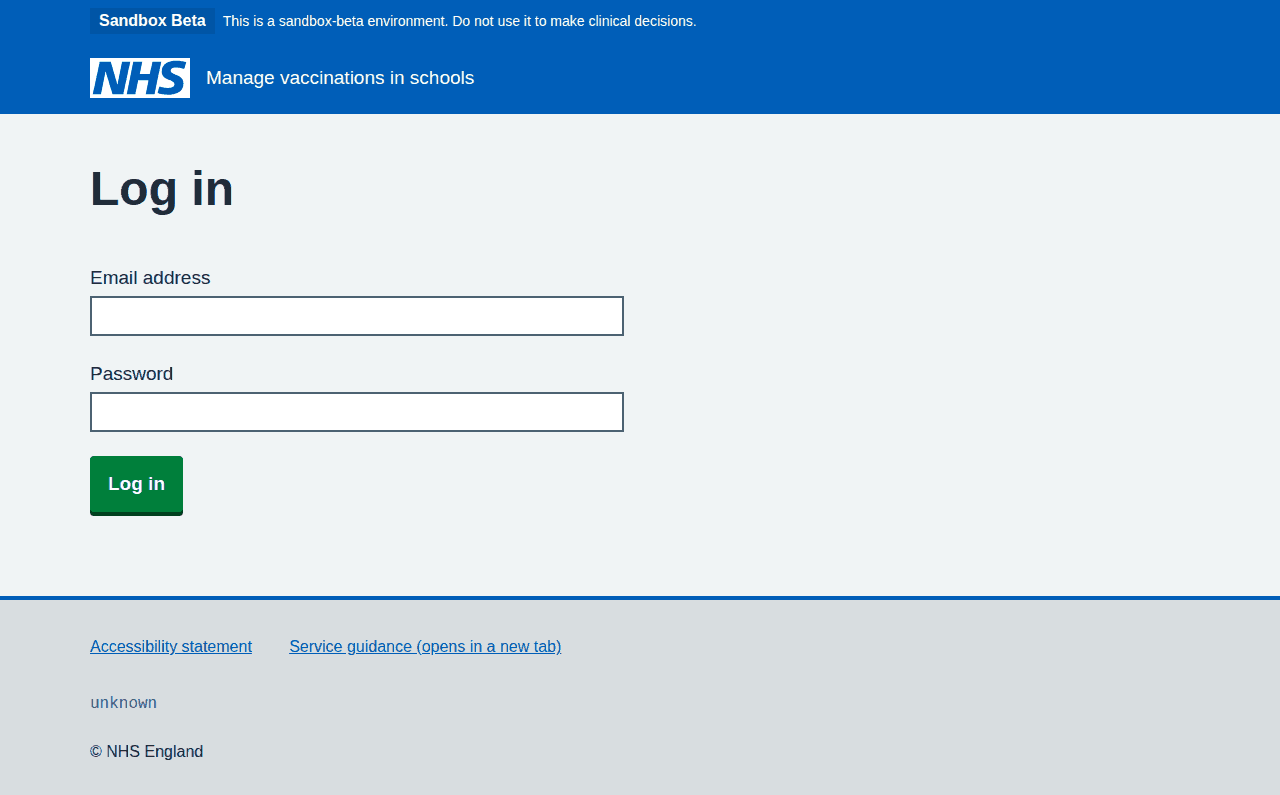 Sandbox Beta This is a sandbox-beta environment. Do not use it to make clinical decisions.
NHS Manage vaccinations in schools
Log in
Email address
Password
Log in
Accessibility statement Service guidance (opens in a new tab)
unknown
© NHS England